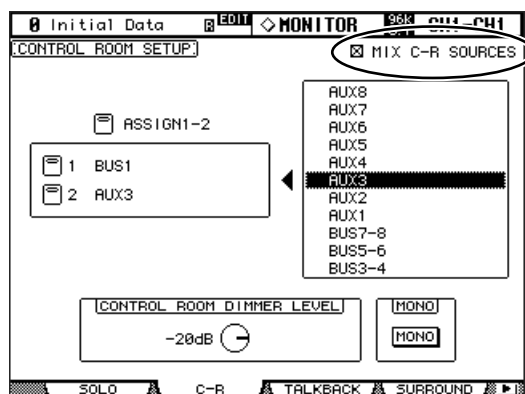 0 Initial Data EDIT MONITOR 96K CH1-CH1
CONTROL ROOM SETUP
MIX C-R SOURCES
ASSIGN1-2
1 BUS1
2 AUX3
AUX8
AUX7
AUX6
AUX5
AUX4
AUX3
AUX2
AUX1
BUS7-8
BUS5-6
BUS3-4
CONTROL ROOM DIMMER LEVEL
-20dB
MONO
MONO
SOLO C-R TALKBACK SURROUND